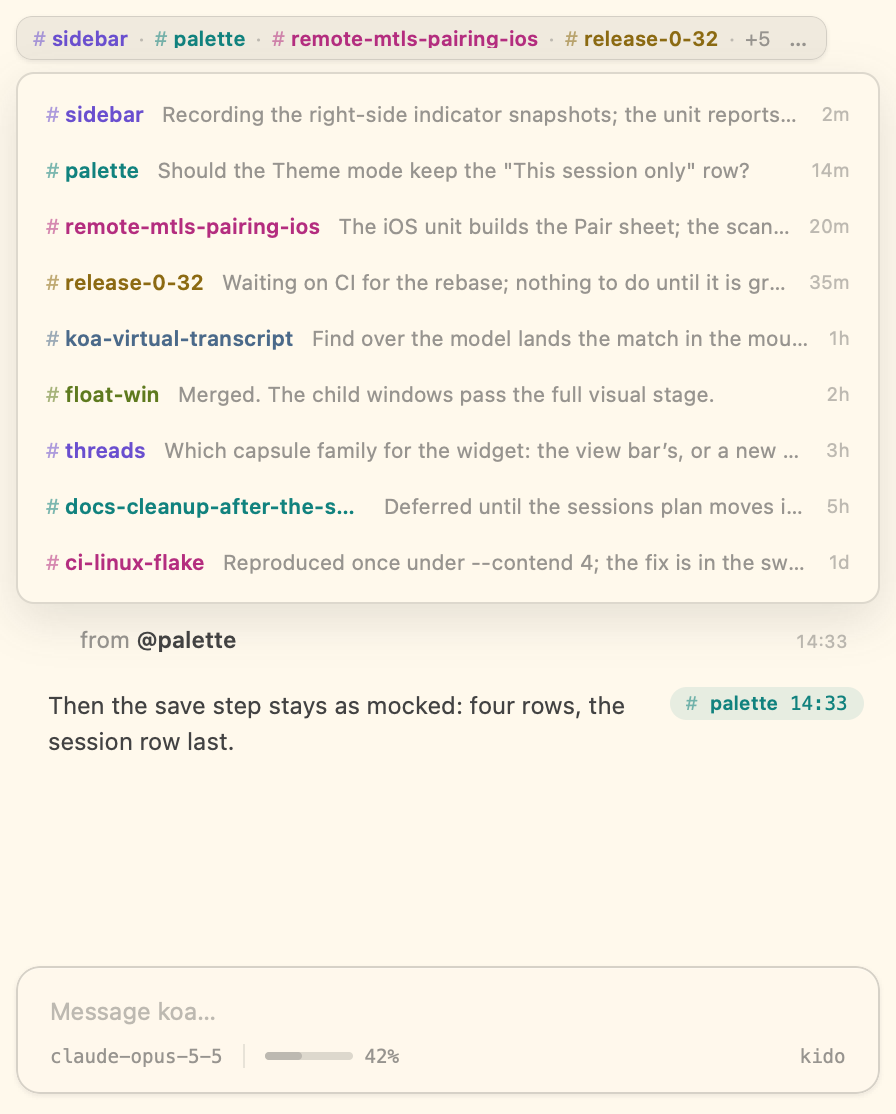 # sidebar · # palette · # remote-mtls-pairing-ios · # release-0-32 · +5 ...
# sidebar Recording the right-side indicator snapshots; the unit reports... 2m
# palette Should the Theme mode keep the "This session only" row? 14m
# remote-mtls-pairing-ios The iOS unit builds the Pair sheet; the scan... 20m
# release-0-32 Waiting on CI for the rebase; nothing to do until it is gr... 35m
# koa-virtual-transcript Find over the model lands the match in the mou... 1h
# float-win Merged. The child windows pass the full visual stage. 2h
# threads Which capsule family for the widget: the view bar’s, or a new ... 3h
# docs-cleanup-after-the-s... Deferred until the sessions plan moves i... 5h
# ci-linux-flake Reproduced once under --contend 4; the fix is in the sw... 1d
from @palette 14:33
Then the save step stays as mocked: four rows, the # palette 14:33
session row last.
Message koa...
claude-opus-5-5 42% kido